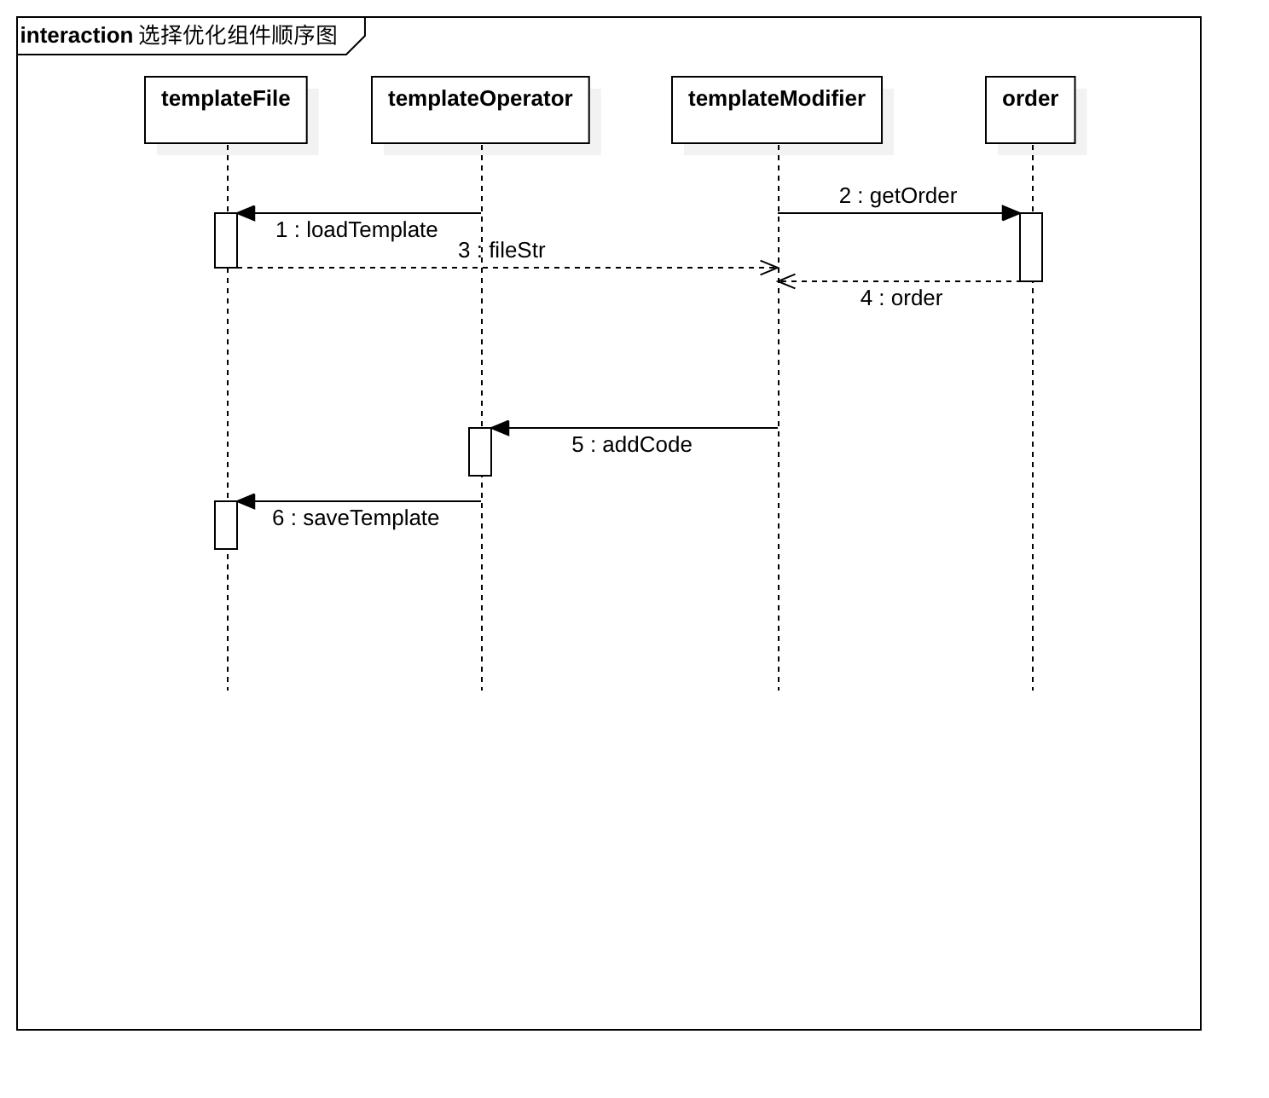 interaction 选择优化组件顺序图
templateFile
templateOperator
templateModifier
order
2 : getOrder
1 : loadTemplate
3 : fileStr
4 : order
5 : addCode
6 : saveTemplate